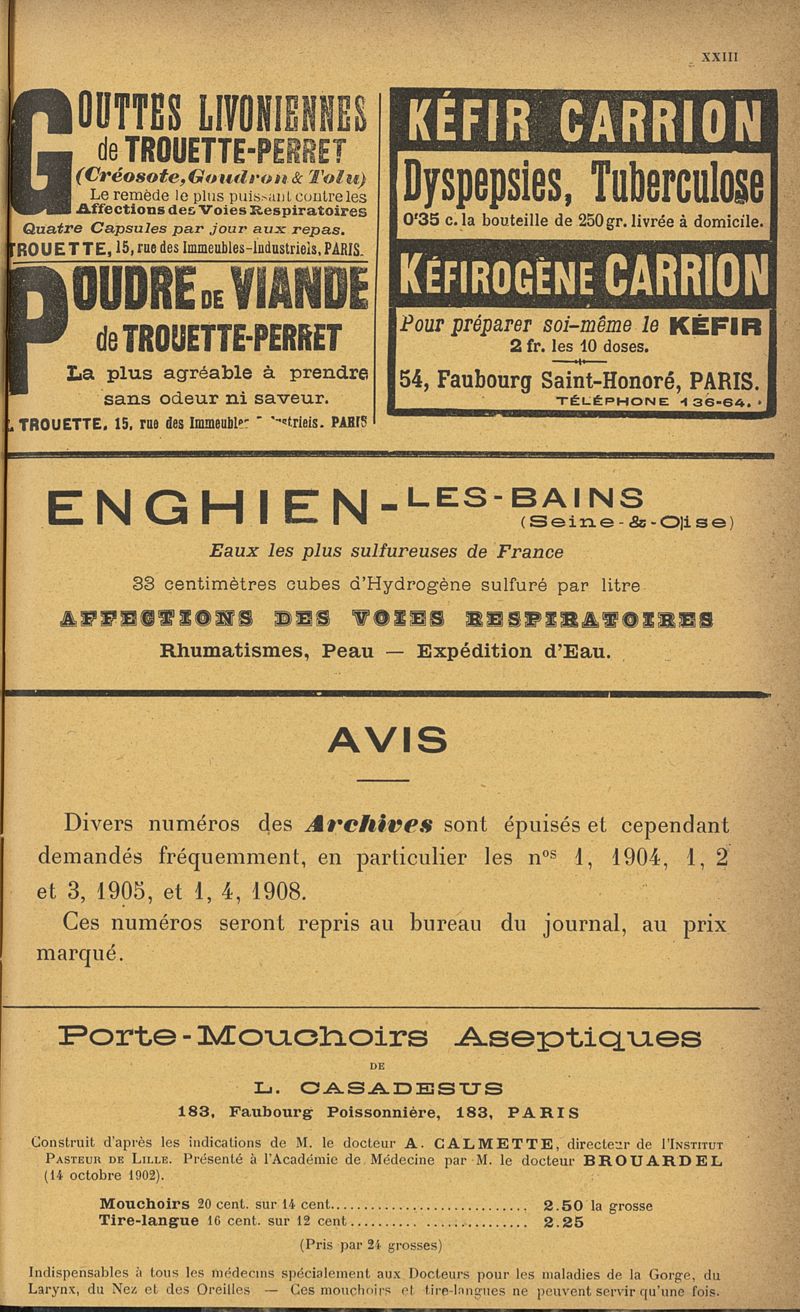 XXIII
GOUTTES LIVONIENNES
de TROUETTE-PERRET
(Créosote, Goudron & Tolu)
Le remède le plus puissant contre les
Affections des Voies Respiratoires
Quatre Capsules par jour aux repas.
TROUETTE, 15, rue des Immeubles-Industriels, PARIS.
POUDRE DE VIANDE
de TROUETTE-PERRET
La plus agréable à prendre
sans odeur ni saveur.
TROUETTE, 15, rue des Immeubles-Industriels. PARIS
KÉFIR CARRION
Dyspepsies, Tuberculose
0f35 c. la bouteille de 250 gr. livrée à domicile.
KÉFIROGÈNE CARRION
Pour préparer soi-même le KÉFIR
2 fr. les 10 doses.
54, Faubourg Saint-Honoré, PARIS.
TÉLÉPHONE 136-64.
ENGHIEN-LES-BAINS
(Seine-&-Oise)
Eaux les plus sulfureuses de France
33 centimètres cubes d'Hydrogène sulfuré par litre
AFFECTIONS DES VOIES RESPIRATOIRES
Rhumatismes, Peau — Expédition d'Eau.
AVIS
Divers numéros des Archives sont épuisés et cependant
demandés fréquemment, en particulier les nos 1, 1904, 1, 2
et 3, 1905, et 1, 4, 1908.
Ces numéros seront repris au bureau du journal, au prix
marqué.
Porte-Mouchoirs Aseptiques
DE
L. CASADESUS
183, Faubourg Poissonnière, 183, PARIS
Construit d'après les indications de M. le docteur A. CALMETTE, directeur de l'INSTITUT
PASTEUR DE LILLE. Présenté à l'Académie de Médecine par M. le docteur BROUARDEL
(14 octobre 1902).
Mouchoirs 20 cent. sur 14 cent.............................. 2.50 la grosse
Tire-langue 16 cent. sur 12 cent............................ 2.25
(Pris par 24 grosses)
Indispensables à tous les médecins spécialement aux Docteurs pour les maladies de la Gorge, du
Larynx, du Nez et des Oreilles — Ces mouchoirs et tire-langues ne peuvent servir qu'une fois.